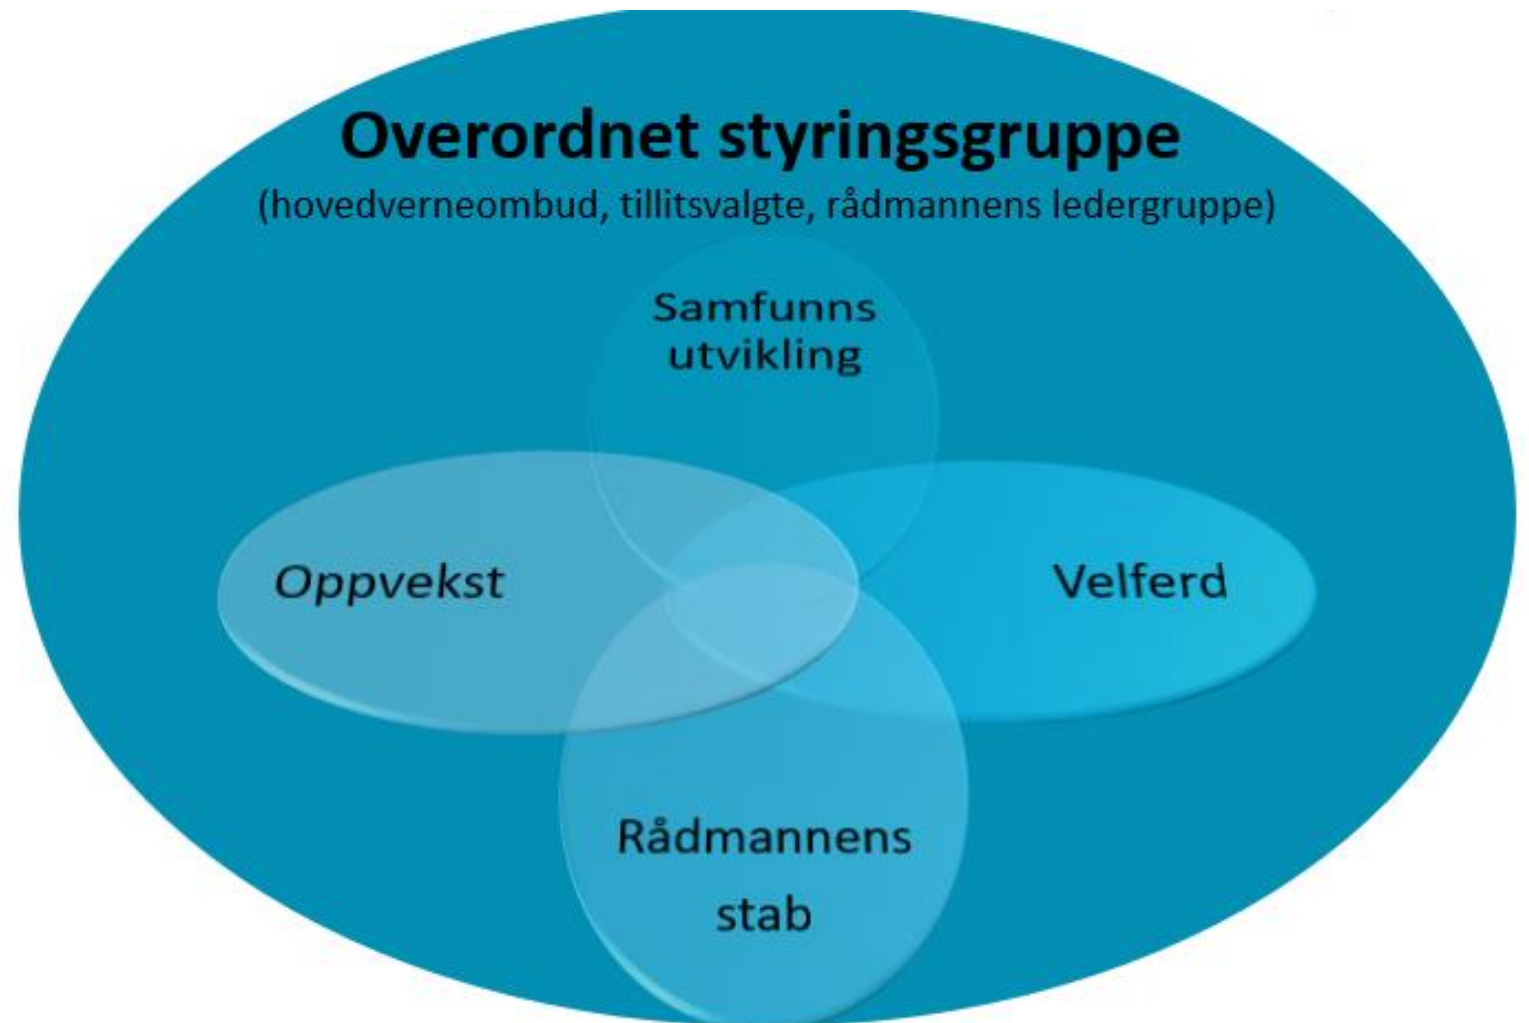 Overordnet styringsgruppe
(hovedverneombud, tillitsvalgte, rådmannens ledergruppe)
Samfunns
utvikling
Oppvekst
Velferd
Rådmannens
stab